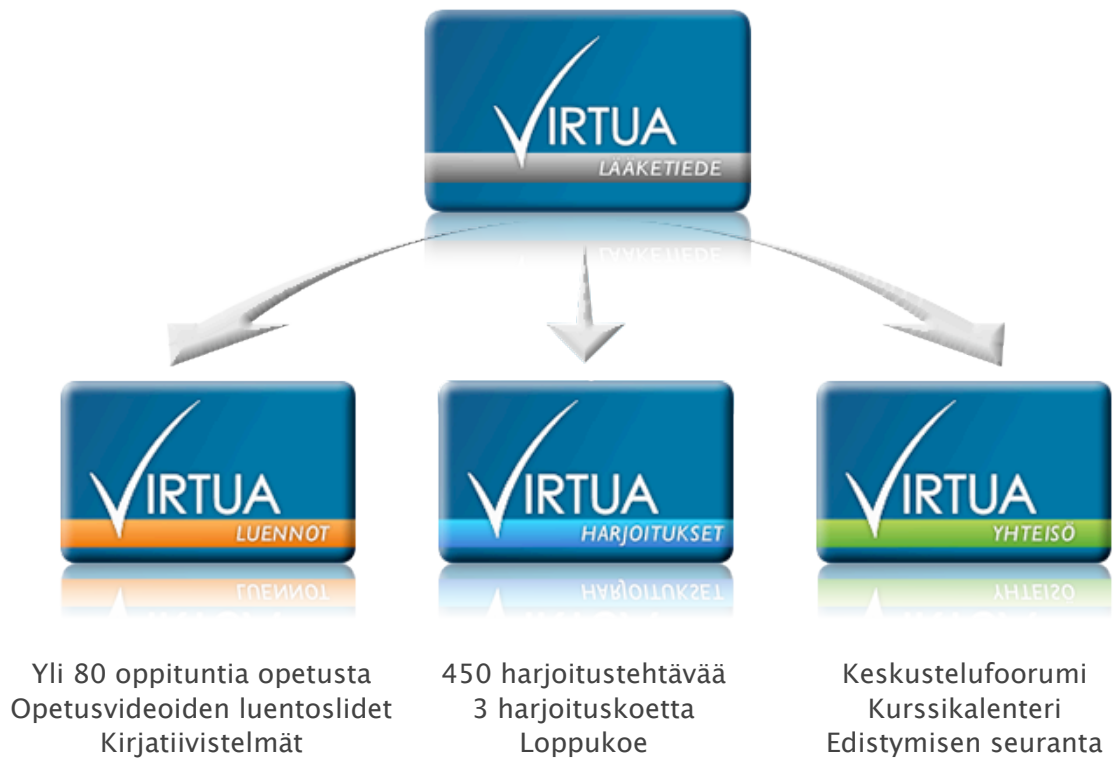 VIRTUA
LÄÄKETIEDE
VIRTUA
LUENNOT
VIRTUA
HARJOITUKSET
VIRTUA
YHTEISÖ
Yli 80 oppituntia opetusta
Opetusvideoiden luentoslidet
Kirjatiivistelmät
450 harjoitustehtävää
3 harjoituskoetta
Loppukoe
Keskustelufoorumi
Kurssikalenteri
Edistymisen seuranta